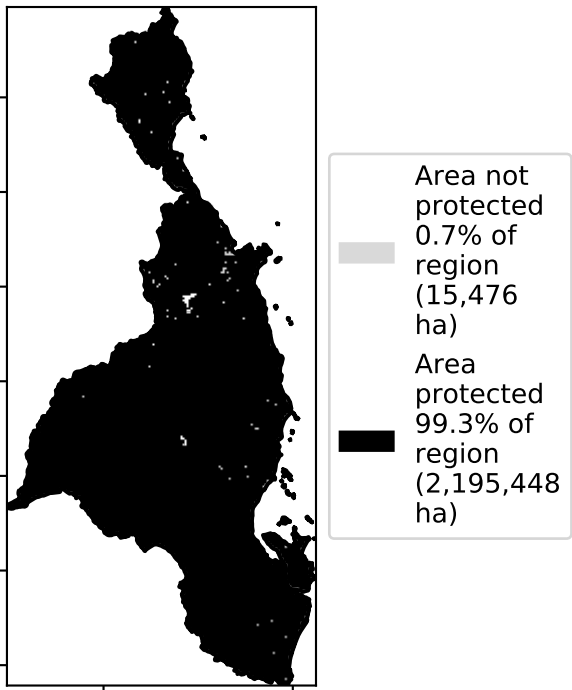 Area not
protected
0.7% of
region
(15,476
ha)
Area
protected
99.3% of
region
(2,195,448
ha)